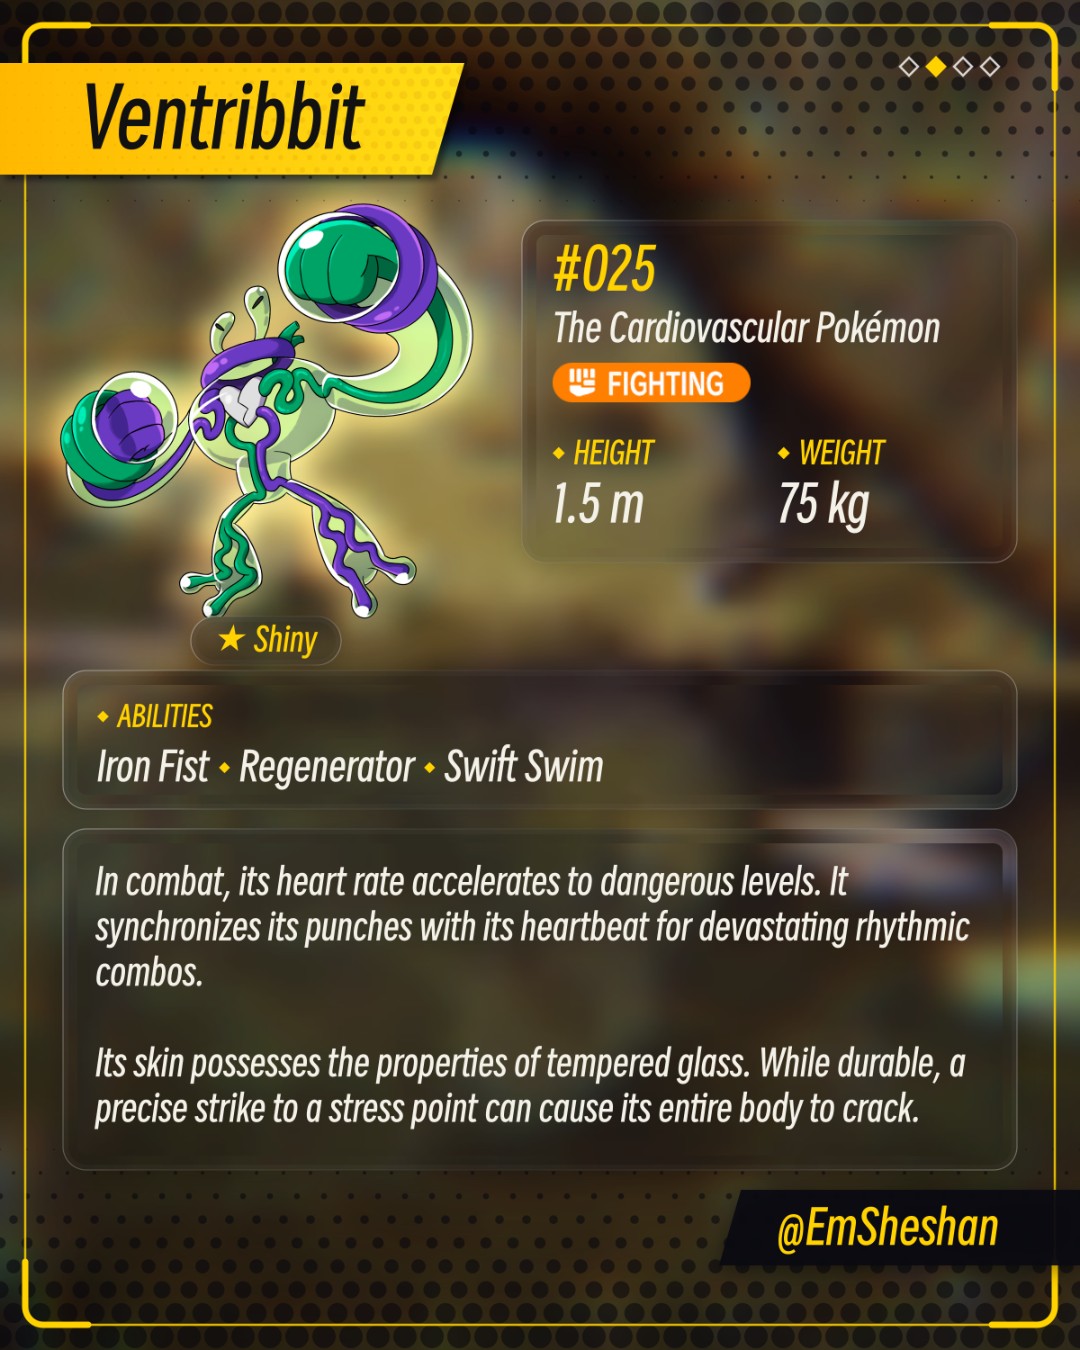 Ventribbit
#025
The Cardiovascular Pokémon
FIGHTING
HEIGHT
WEIGHT
1.5 m
75 kg
Shiny
ABILITIES
Iron Fist • Regenerator • Swift Swim
In combat, its heart rate accelerates to dangerous levels. It
synchronizes its punches with its heartbeat for devastating rhythmic
combos.
Its skin possesses the properties of tempered glass. While durable, a
precise strike to a stress point can cause its entire body to crack.
@EmSheshan